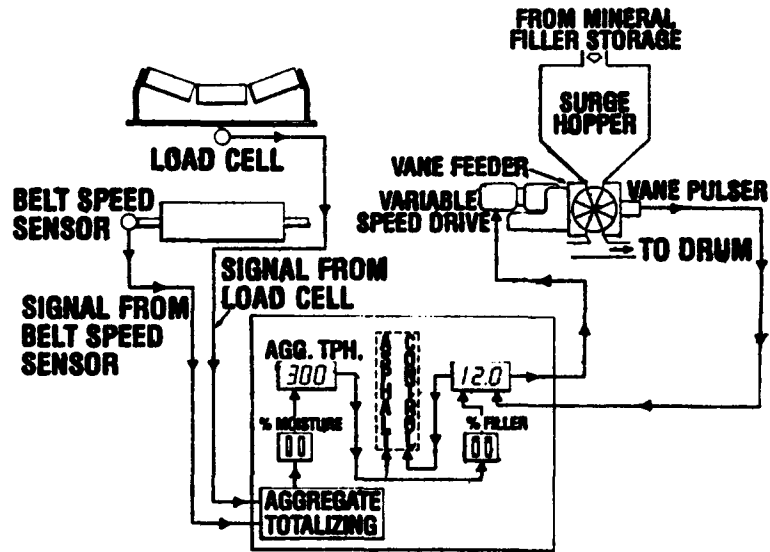 FROM MINERAL
FILLER STORAGE
SURGE
HOPPER
LOAD CELL
VANE FEEDER
VARIABLE
SPEED DRIVE
VANE PULSER
TO DRUM
BELT SPEED
SENSOR
SIGNAL FROM
LOAD CELL
SIGNAL FROM
BELT SPEED
SENSOR
AGG. TPH.
300
ASPHALT
CONTROL
12.0
% MOISTURE
00
% FILLER
00
AGGREGATE
TOTALIZING